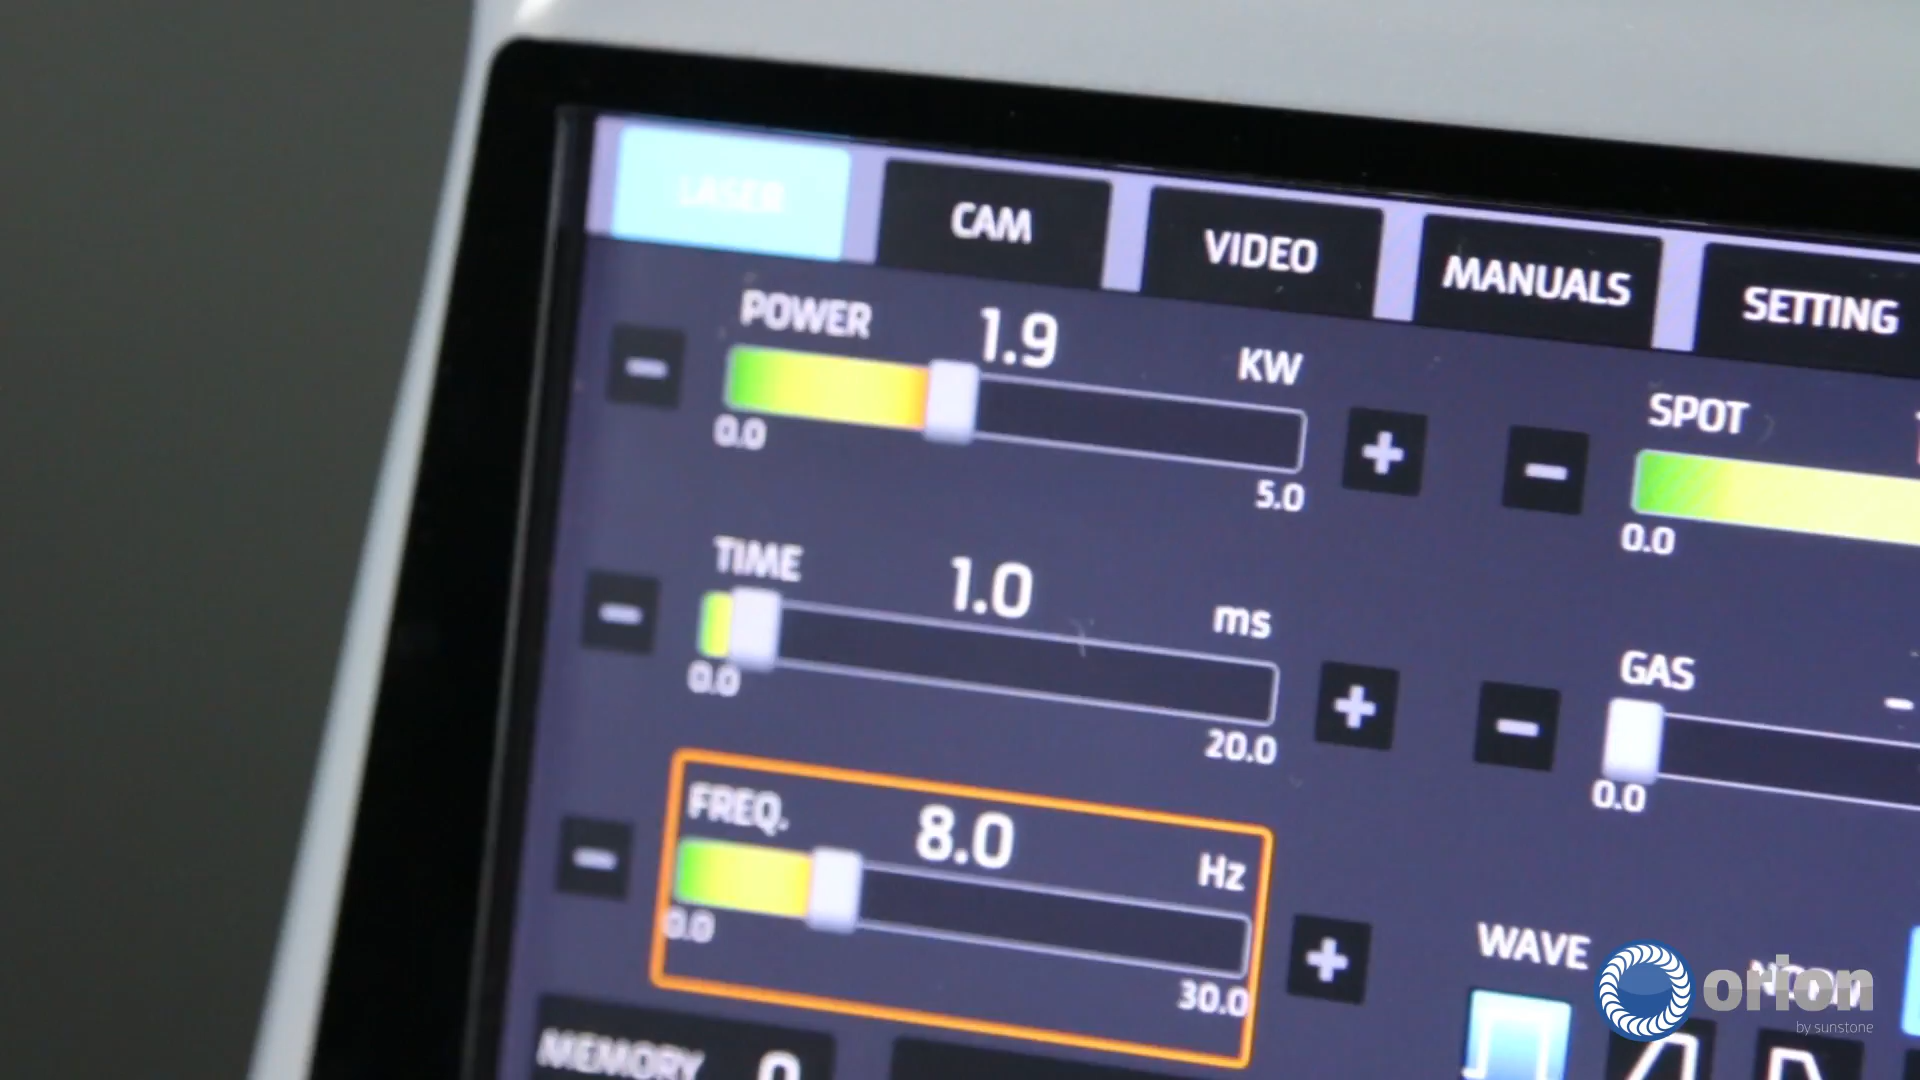 LASER
CAM
VIDEO
MANUALS
SETTING
POWER 1.9 KW
0.0 5.0
TIME 1.0 ms
0.0 20.0
FREQ. 8.0 Hz
0.0 30.0
MEMORY 0
SPOT
0.0
GAS -
0.0
WAVE
orion
by sunstone